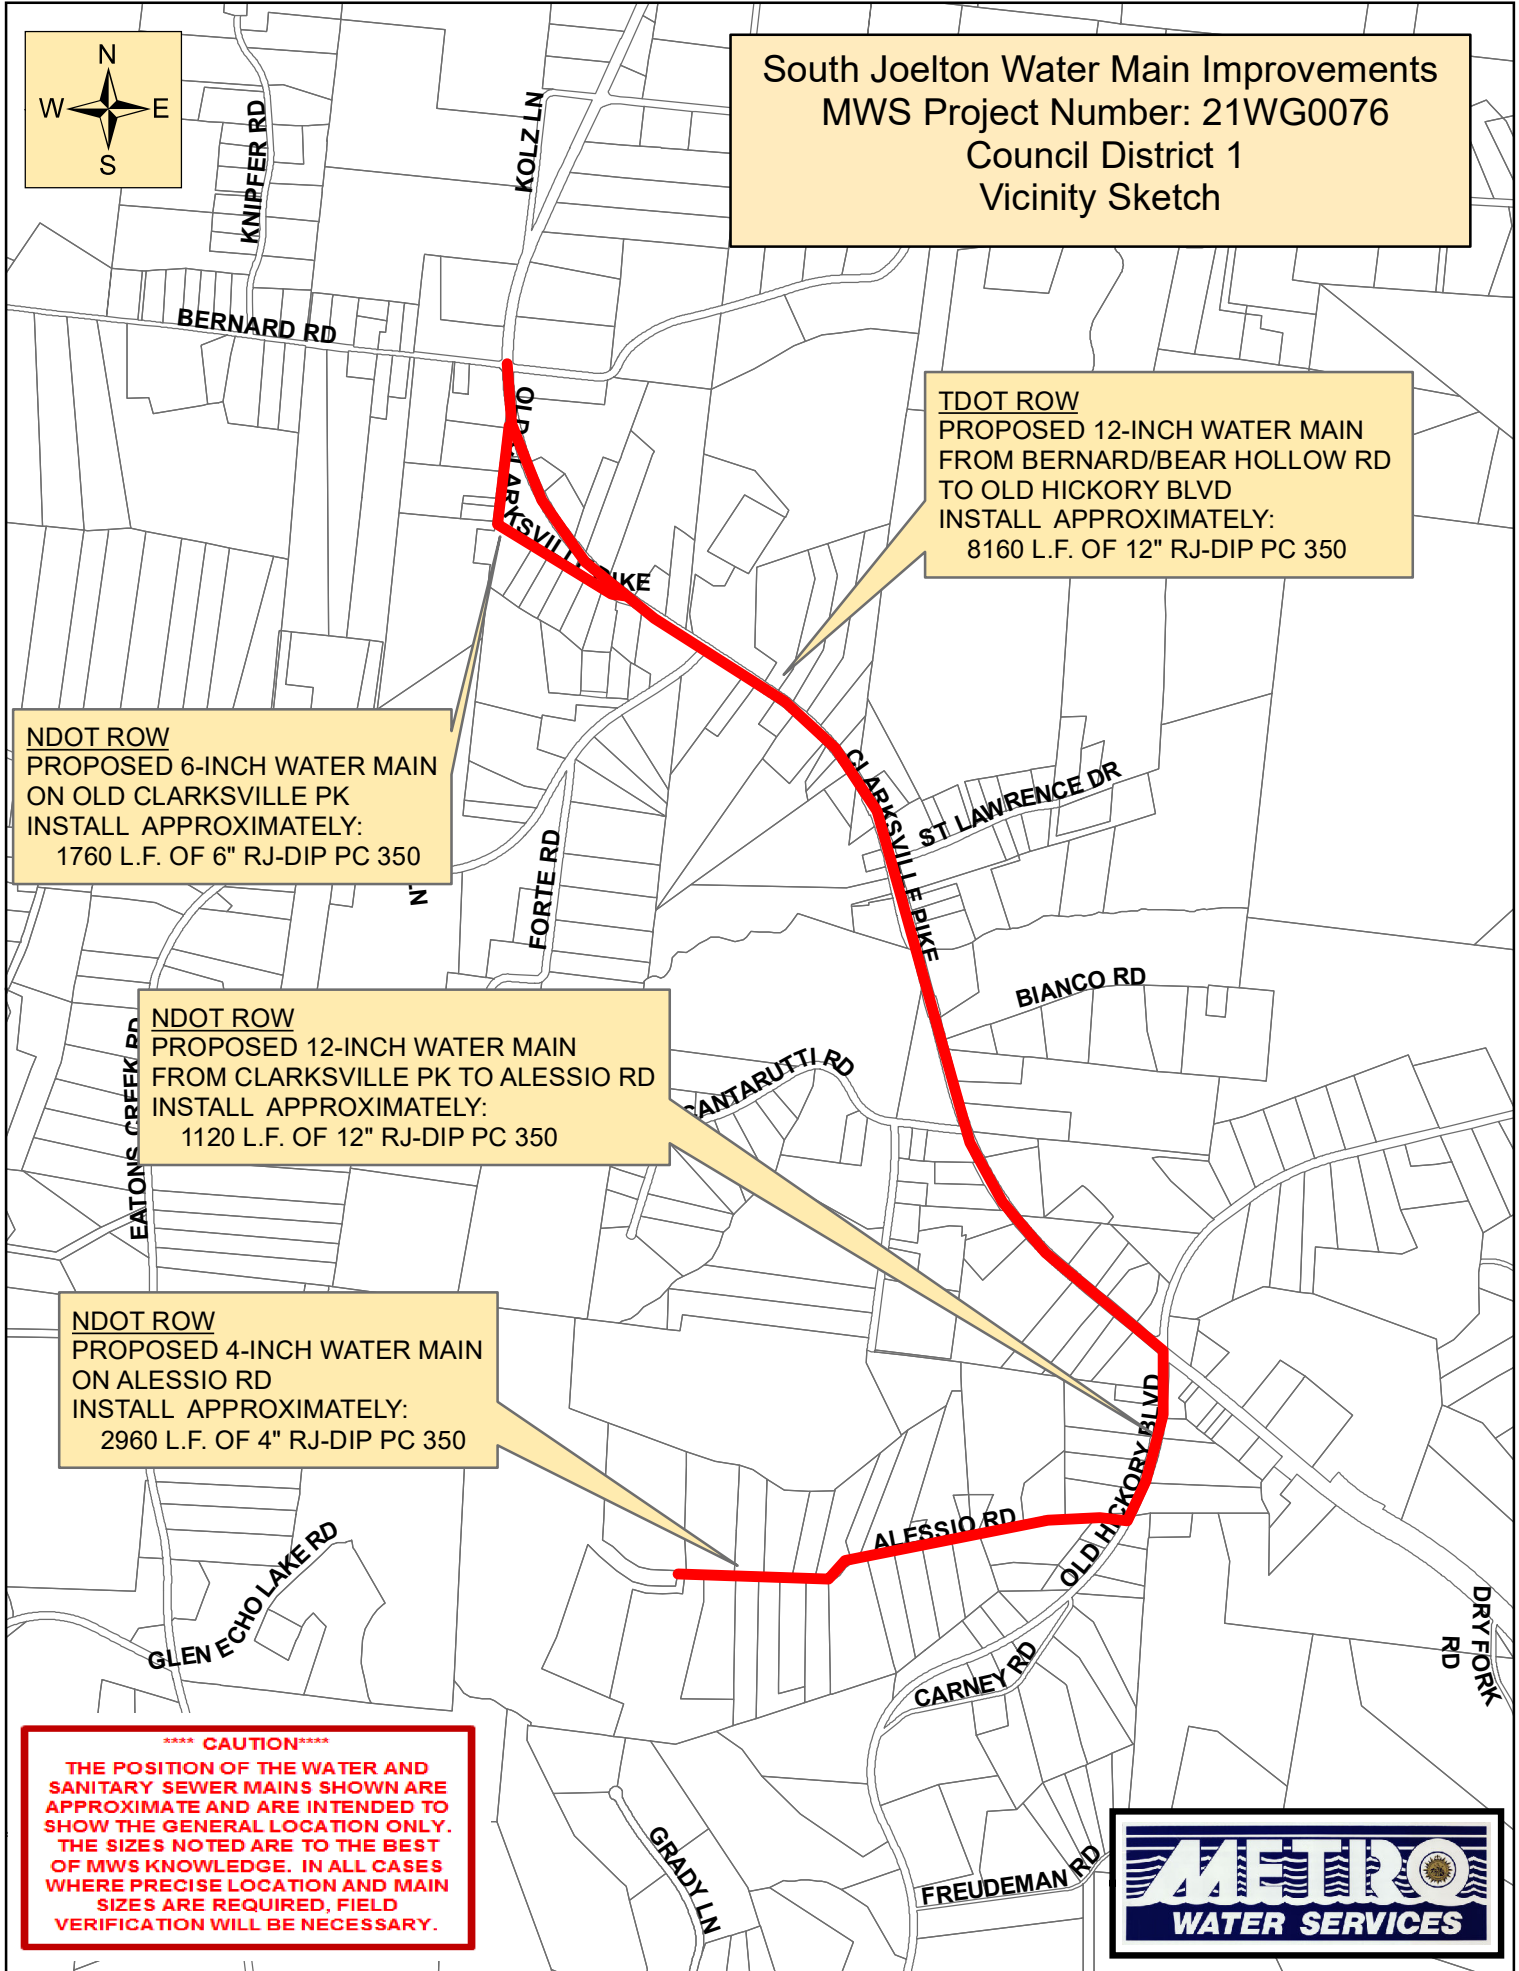 N
W E
S
South Joelton Water Main Improvements
MWS Project Number: 21WG0076
Council District 1
Vicinity Sketch
KNIPFER RD
KOLZ LN
BERNARD RD
OLD CLARKSVILLE PIKE
TDOT ROW
PROPOSED 12-INCH WATER MAIN
FROM BERNARD/BEAR HOLLOW RD
TO OLD HICKORY BLVD
INSTALL APPROXIMATELY:
8160 L.F. OF 12" RJ-DIP PC 350
NDOT ROW
PROPOSED 6-INCH WATER MAIN
ON OLD CLARKSVILLE PK
INSTALL APPROXIMATELY:
1760 L.F. OF 6" RJ-DIP PC 350
CLARKSVILLE PIKE
ST LAWRENCE DR
FORTE RD
BIANCO RD
NDOT ROW
PROPOSED 12-INCH WATER MAIN
FROM CLARKSVILLE PK TO ALESSIO RD
INSTALL APPROXIMATELY:
1120 L.F. OF 12" RJ-DIP PC 350
EATONS CREEK RD
CANTARUTTI RD
NDOT ROW
PROPOSED 4-INCH WATER MAIN
ON ALESSIO RD
INSTALL APPROXIMATELY:
2960 L.F. OF 4" RJ-DIP PC 350
OLD HICKORY BLVD
ALESSIO RD
GLEN ECHO LAKE RD
DRY FORK
RD
CARNEY RD
**** CAUTION****
THE POSITION OF THE WATER AND
SANITARY SEWER MAINS SHOWN ARE
APPROXIMATE AND ARE INTENDED TO
SHOW THE GENERAL LOCATION ONLY.
THE SIZES NOTED ARE TO THE BEST
OF MWS KNOWLEDGE. IN ALL CASES
WHERE PRECISE LOCATION AND MAIN
SIZES ARE REQUIRED, FIELD
VERIFICATION WILL BE NECESSARY.
GRADY LN
FREUDEMAN RD
METRO
WATER SERVICES